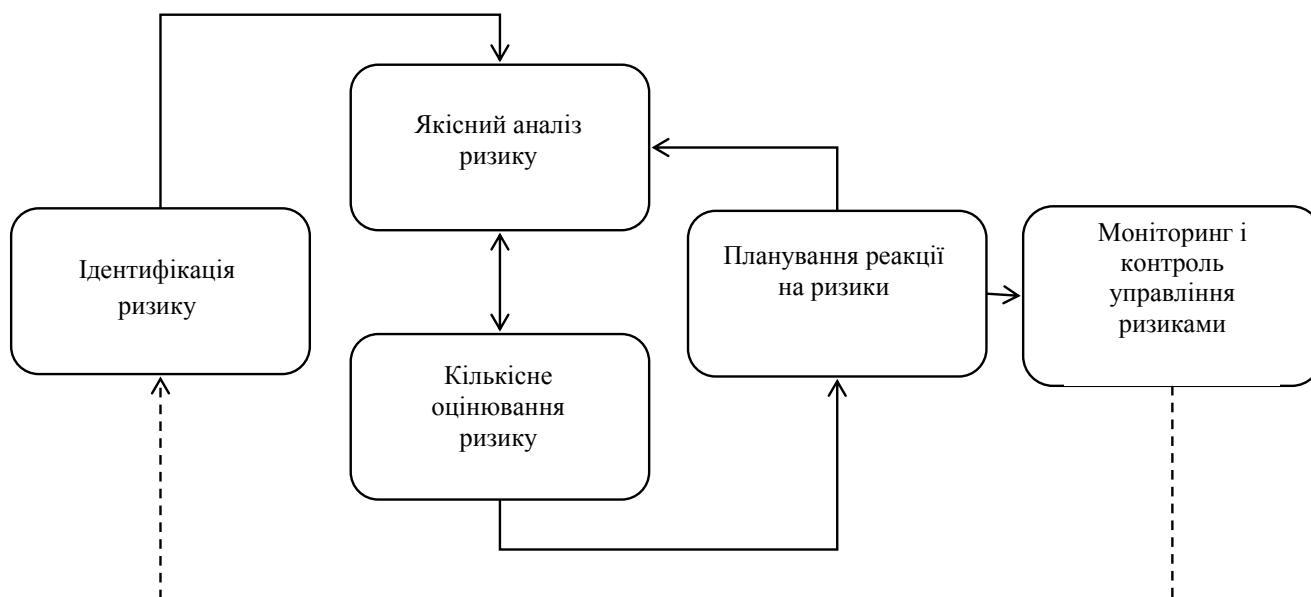 Якісний аналіз
ризику
Ідентифікація
ризику
Кількісне
оцінювання
ризику
Планування реакції
на ризики
Моніторинг і
контроль
управління
ризиками